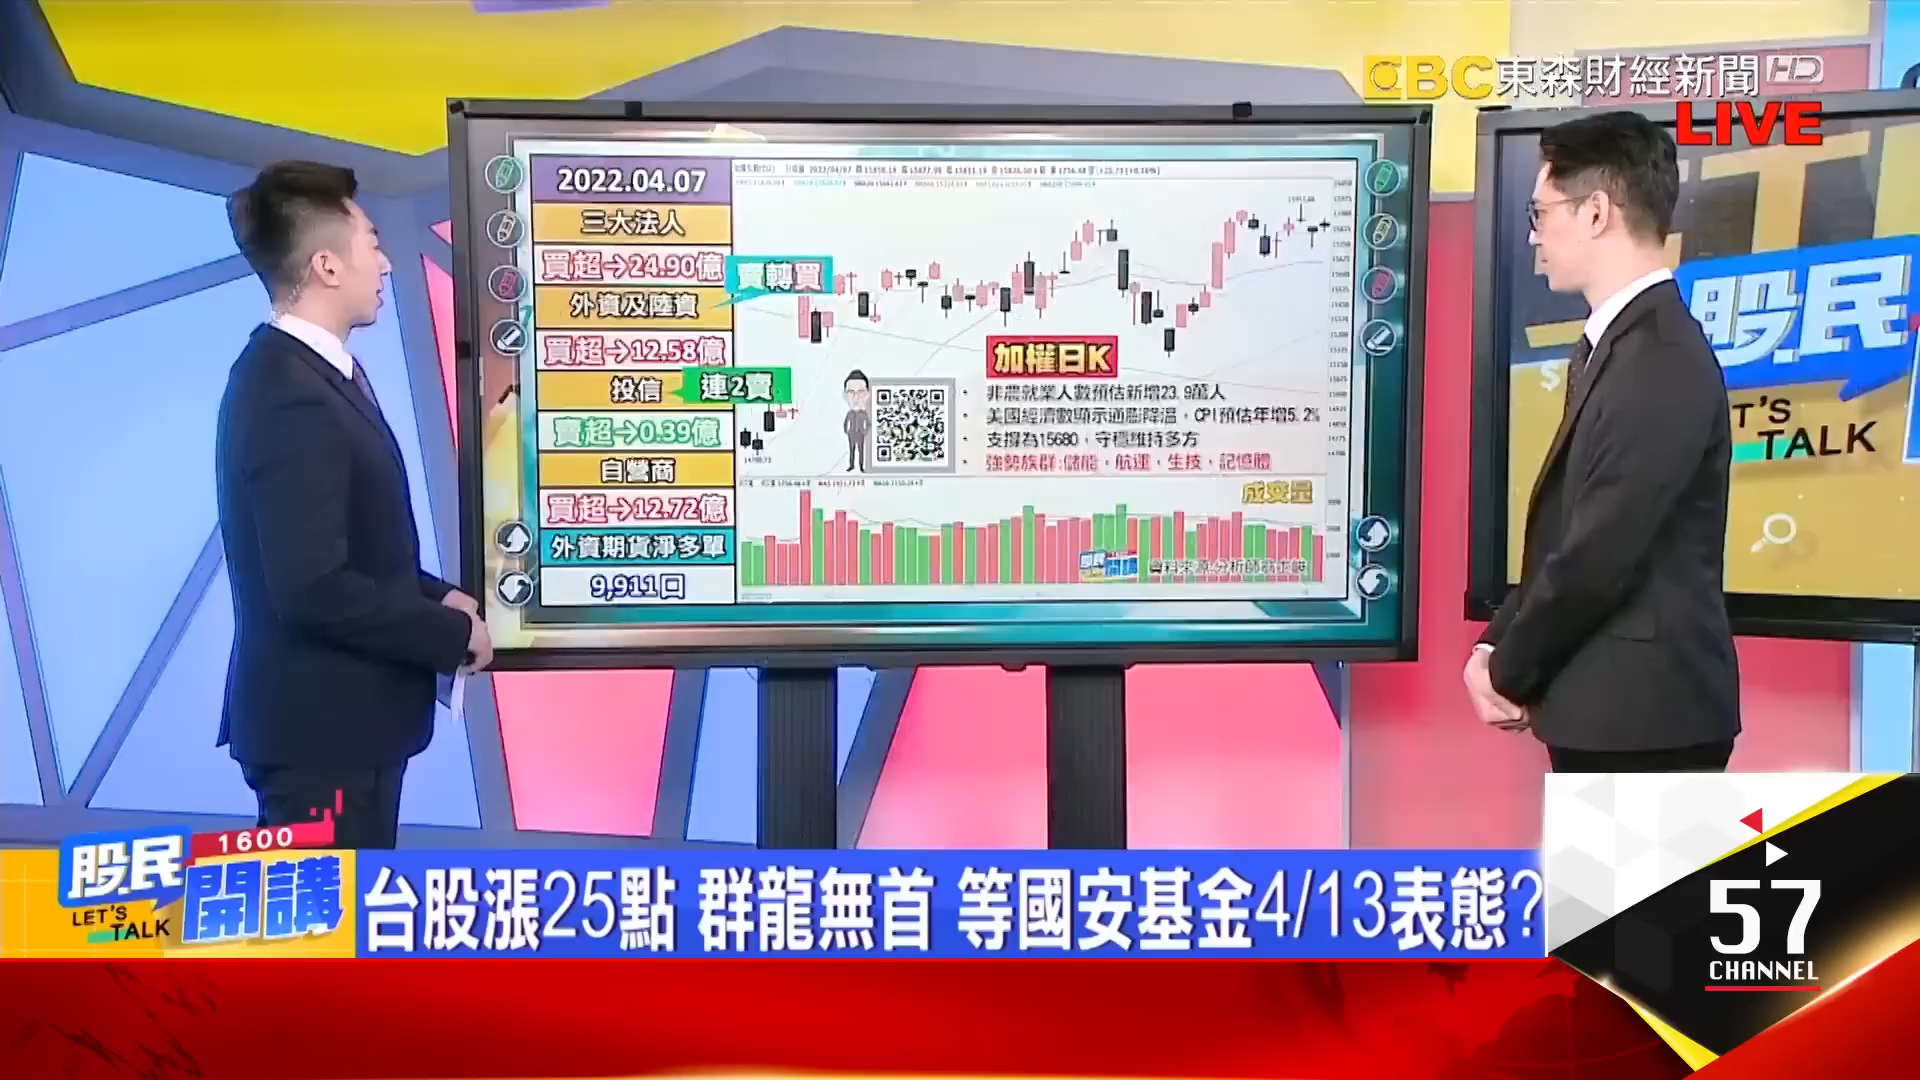 EBC東森財經新聞HD
LIVE
2022.04.07
三大法人
買超→24.90億
賣轉買
外資及陸資
買超→12.58億
投信
連2賣
賣超→0.39億
自營商
買超→12.72億
外資期貨淨多單
9,911口
加權日K
非農就業人數預估新增23.9萬人
美國經濟數顯示通膨降溫，CPI預估年增5.2%
支撐為15680，守穩維持多方
強勢族群:儲能，航運，生技，記憶體
成交量
股民
LET'S
TALK
1600
股民
開講
LET'S
TALK
台股漲25點 群龍無首 等國安基金4/13表態?
57
CHANNEL